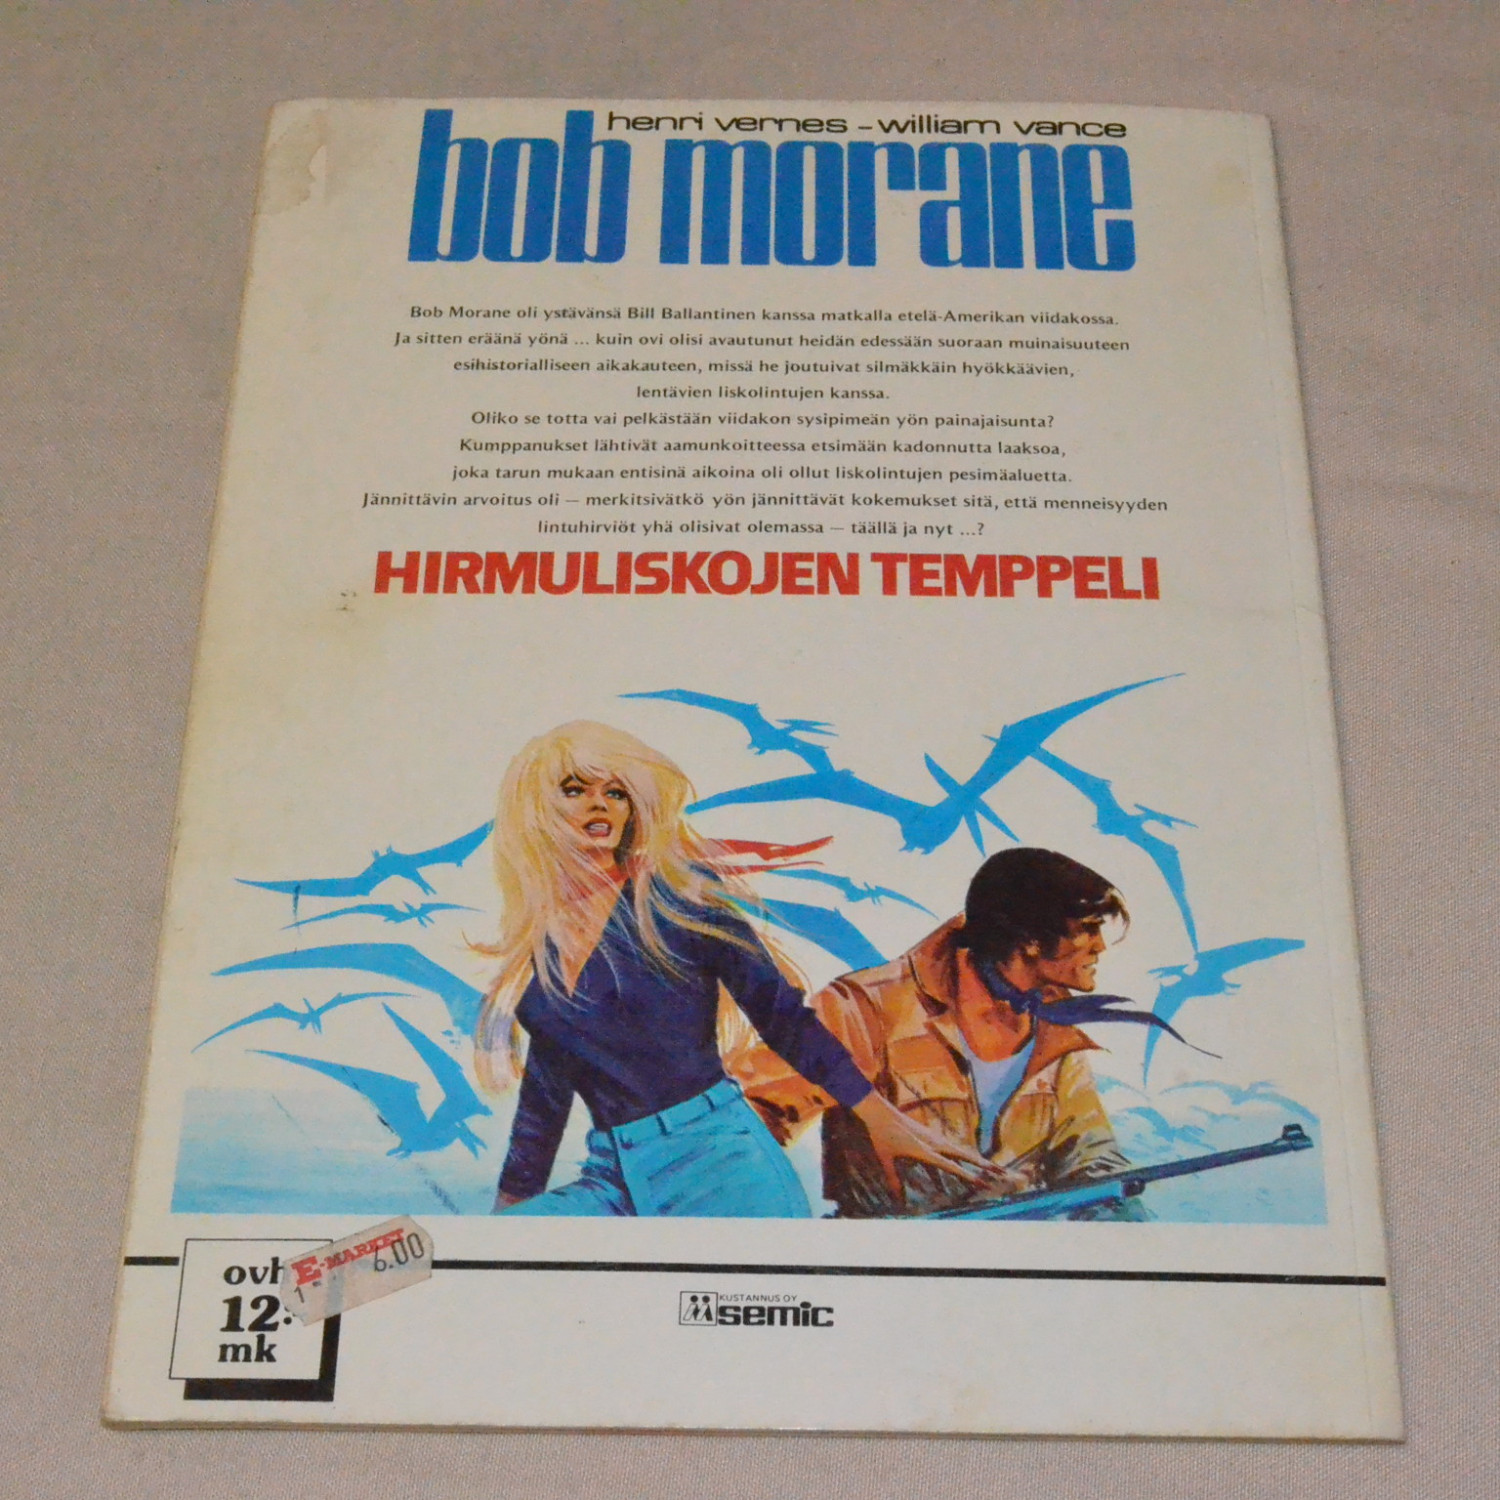 henri vernes – william vance
bob morane
Bob Morane oli ystävänsä Bill Ballantinen kanssa matkalla etelä-Amerikan viidakossa.
Ja sitten eräänä yönä ... kuin ovi olisi avautunut heidän edessään suoraan muinaisuuteen
esihistorialliseen aikakauteen, missä he joutuivat silmäkkäin hyökkäävien,
lentävien liskolintujen kanssa.
Oliko se totta vai pelkästään viidakon sysipimeän yön painajaisunta?
Kumppanukset lähtivät aamunkoitteessa etsimään kadonnutta laaksoa,
joka tarun mukaan entisinä aikoina oli ollut liskolintujen pesimäaluetta.
Jännittävin arvoitus oli — merkitsivätkö yön jännittävät kokemukset sitä, että menneisyyden
lintuhirviöt yhä olisivat olemassa — täällä ja nyt ...?
HIRMULISKOJEN TEMPPELI
E-MARKET
6.00
ovh
12:
mk
KUSTANNUS OY
semic